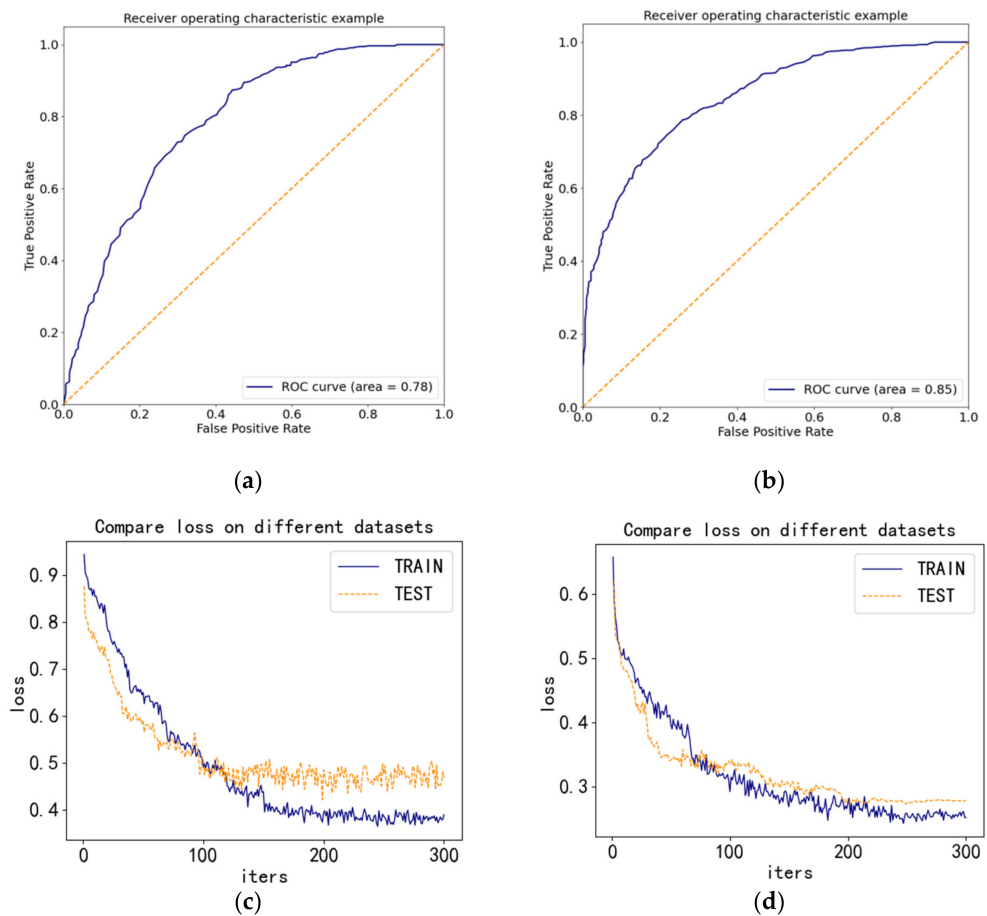 Receiver operating characteristic example
1.0
0.8
0.6
0.4
0.2
0.0
True Positive Rate
ROC curve (area = 0.78)
0.0 0.2 0.4 0.6 0.8 1.0
False Positive Rate
(a)
Receiver operating characteristic example
1.0
0.8
0.6
0.4
0.2
0.0
True Positive Rate
ROC curve (area = 0.85)
0.0 0.2 0.4 0.6 0.8 1.0
False Positive Rate
(b)
Compare loss on different datasets
TRAIN
TEST
0.9
0.8
0.7
0.6
0.5
0.4
loss
0 100 200 300
iters
(c)
Compare loss on different datasets
TRAIN
TEST
0.6
0.5
0.4
0.3
loss
0 100 200 300
iters
(d)